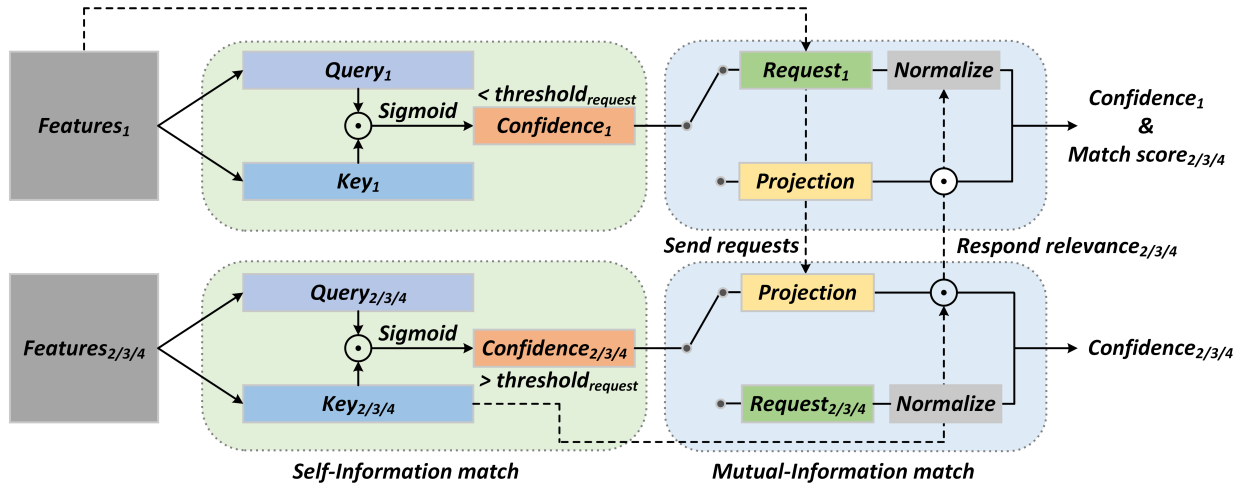 Features1
Query1
Sigmoid
< thresholdrequest
Confidence1
Key1
Request1
Normalize
Projection
Confidence1
&
Match score2/3/4
Send requests
Respond relevance2/3/4
Features2/3/4
Query2/3/4
Sigmoid
Confidence2/3/4
> thresholdrequest
Key2/3/4
Projection
Request2/3/4
Normalize
Confidence2/3/4
Self-Information match
Mutual-Information match